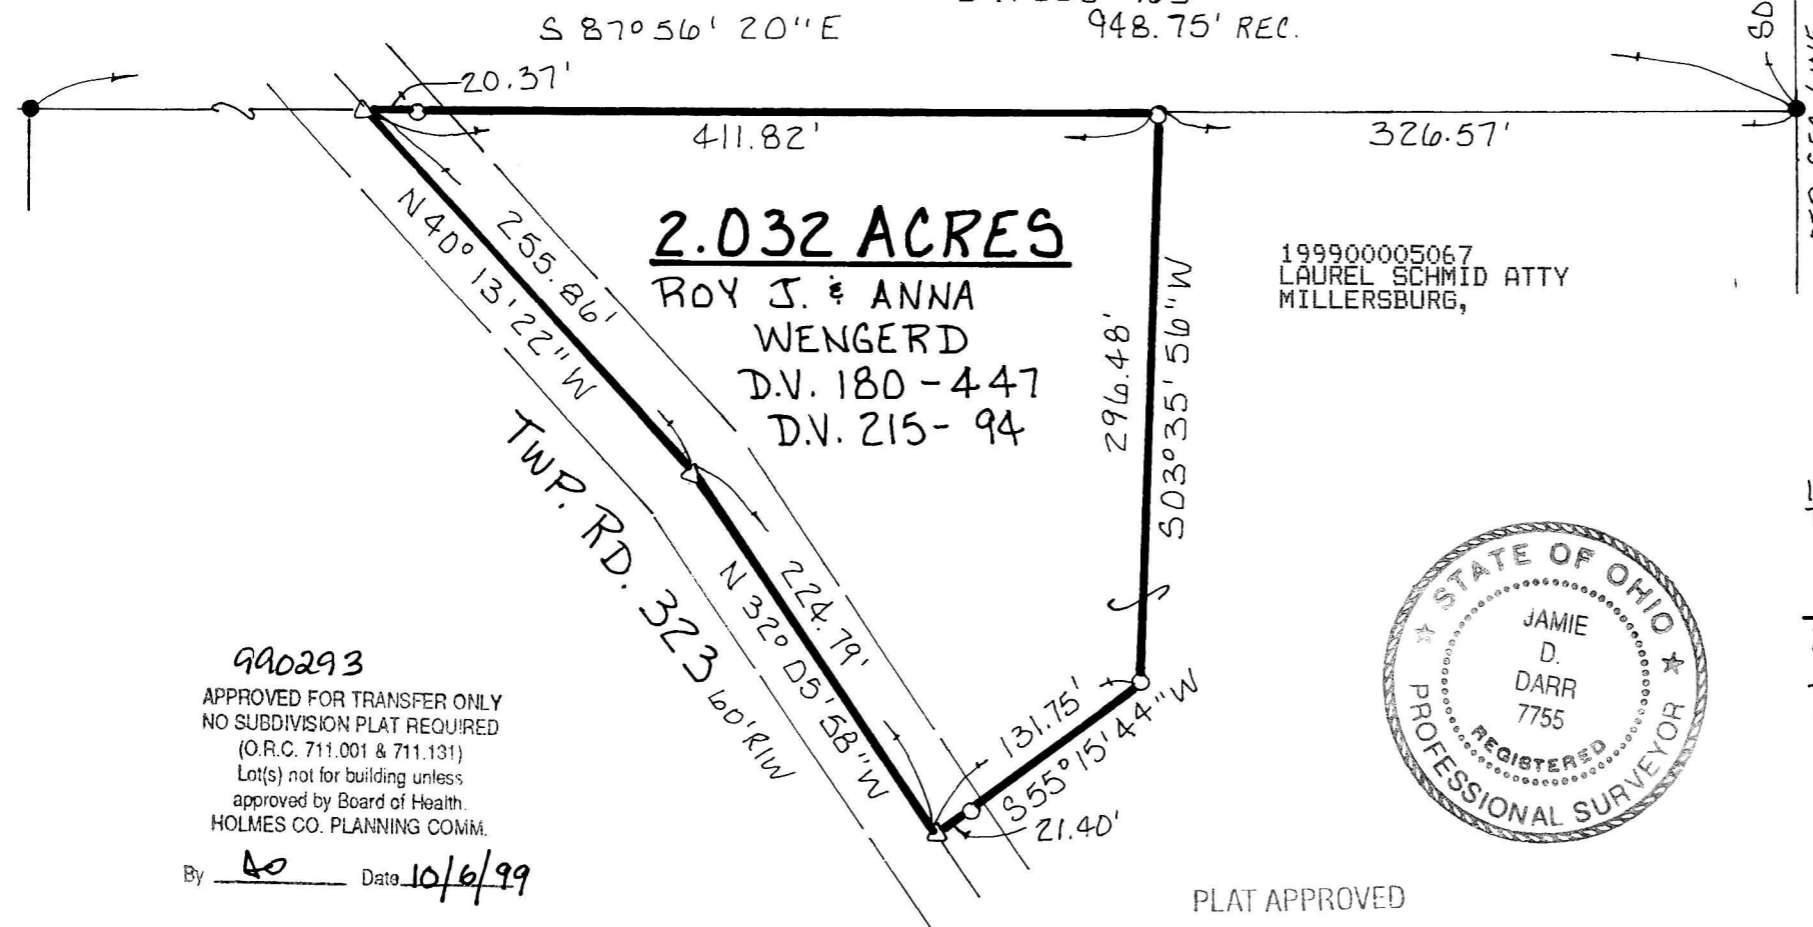 S 87° 56' 20" E
948.75' REC.
20.37'
411.82'
326.57'
N 40° 13' 22" W
255.86'
2.032 ACRES
ROY J. & ANNA
WENGERD
D.V. 180-447
D.V. 215-94
199900005067
LAUREL SCHMID ATTY
MILLERSBURG,
296.48'
S 03° 35' 56" W
TWP. RD. 323 60' R/W
N 32° 05' 58" W
224.79'
131.75'
S 55° 15' 44" W
21.40'
STATE OF OHIO
JAMIE
D.
DARR
7755
REGISTERED
PROFESSIONAL SURVEYOR
990293
APPROVED FOR TRANSFER ONLY
NO SUBDIVISION PLAT REQUIRED
(O.R.C. 711.001 & 711.131)
Lot(s) not for building unless
approved by Board of Health.
HOLMES CO. PLANNING COMM.
By Date 10/6/99
PLAT APPROVED